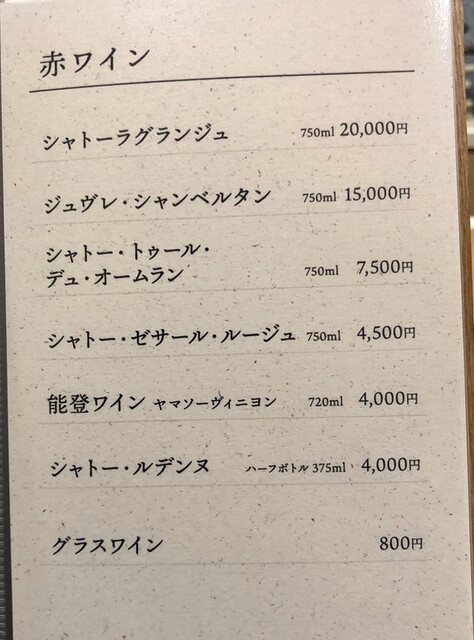 赤ワイン
シャトーラグランジュ 750ml 20,000円
ジュヴレ・シャンベルタン 750ml 15,000円
シャトー・トゥール・
デュ・オームラン 750ml 7,500円
シャトー・ゼサール・ルージュ 750ml 4,500円
能登ワイン ヤマソーヴィニヨン 720ml 4,000円
シャトー・ルデンヌ ハーフボトル 375ml 4,000円
グラスワイン 800円